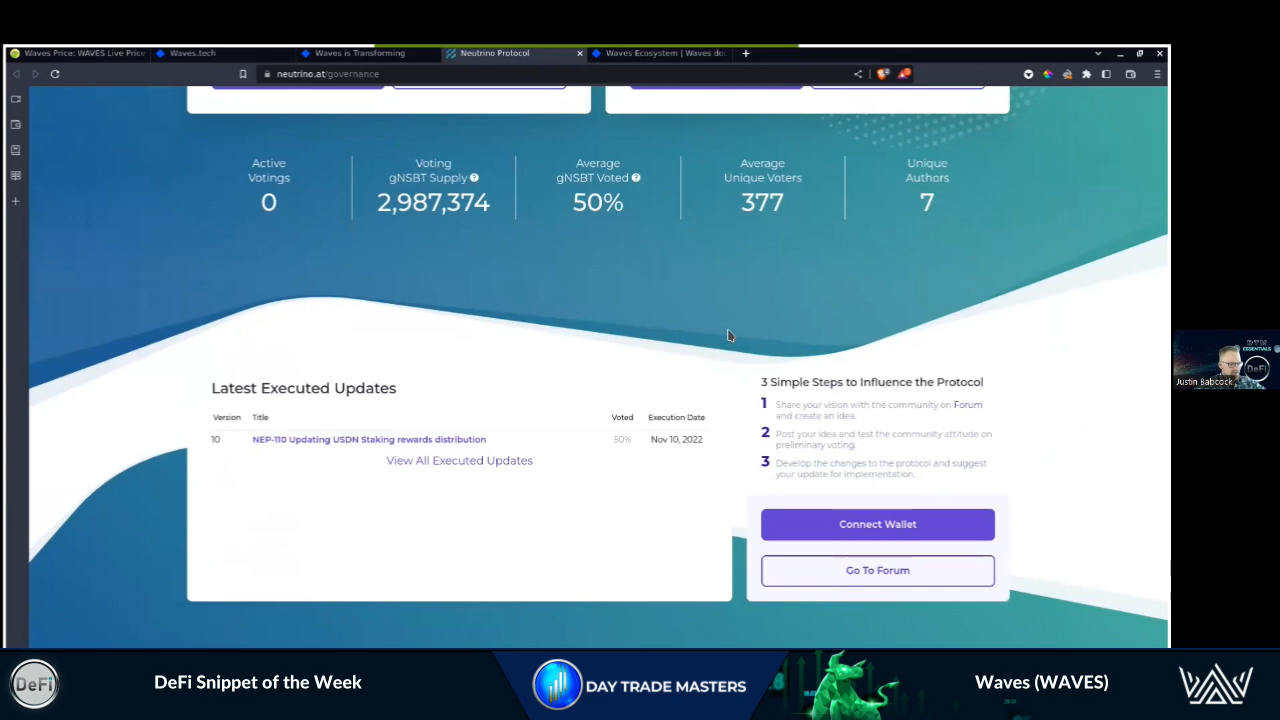 Waves Price: WAVES Live Price
Waves.tech
Waves is Transforming
Neutrino Protocol
Waves Ecosystem | Waves doc
neutrino.at/governance
Active
Votings
0
Voting
gNSBT Supply
2,987,374
Average
gNSBT Voted
50%
Average
Unique Voters
377
Unique
Authors
7
Latest Executed Updates
Version Title Voted Execution Date
10 NEP-110 Updating USDN Staking rewards distribution 50% Nov 10, 2022
View All Executed Updates
3 Simple Steps to Influence the Protocol
1 Share your vision with the community on Forum
and create an idea.
2 Post your idea and test the community attitude on
preliminary voting.
3 Develop the changes to the protocol and suggest
your update for implementation.
Connect Wallet
Go To Forum
DTM
ESSENTIALS
DeFi
Justin Babcock
DeFi
DeFi Snippet of the Week
DAY TRADE MASTERS
Waves (WAVES)